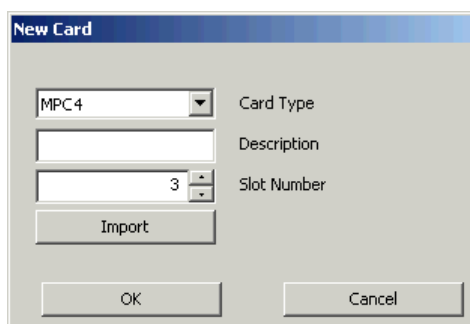 New Card
MPC4 Card Type
Description
3 Slot Number
Import
OK Cancel